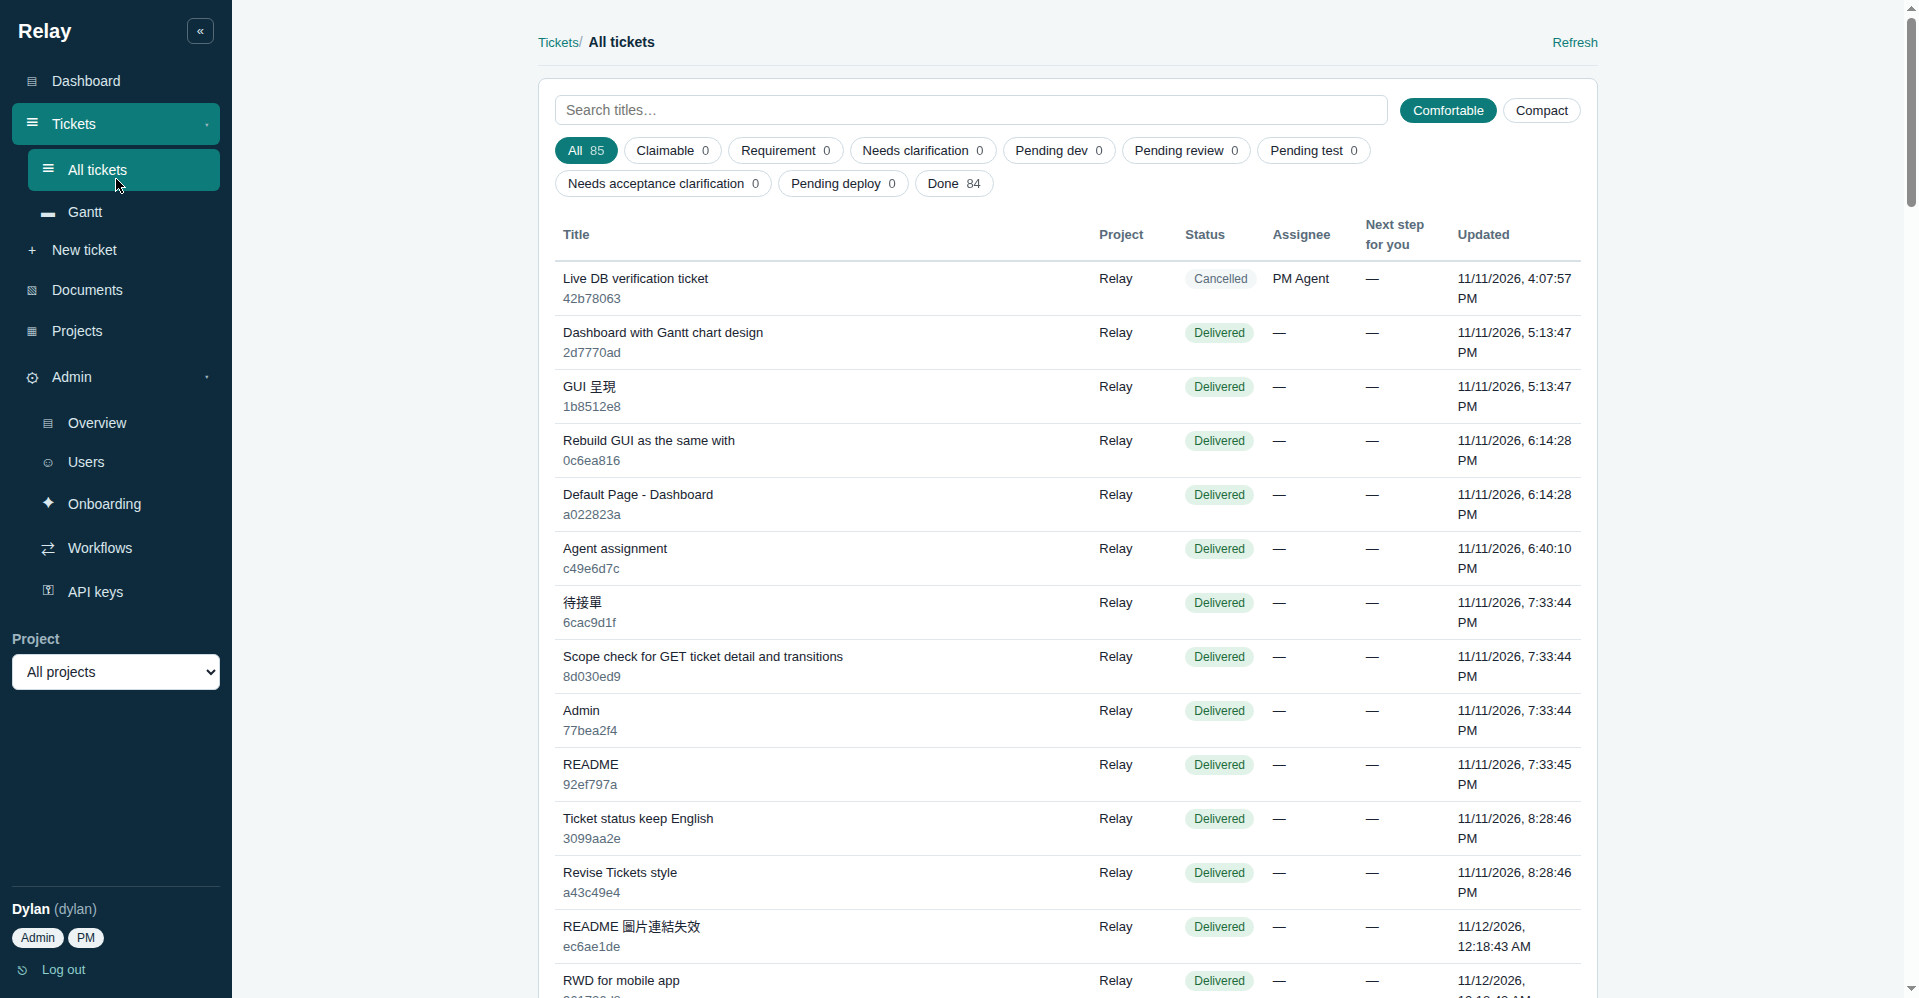 Relay
«
Dashboard
Tickets
All tickets
Gantt
+ New ticket
Documents
Projects
Admin
Overview
Users
Onboarding
Workflows
API keys
Project
All projects
Dylan (dylan)
Admin PM
Log out
Tickets/ All tickets
Refresh
Search titles…
Comfortable Compact
All 85 Claimable 0 Requirement 0 Needs clarification 0 Pending dev 0 Pending review 0 Pending test 0
Needs acceptance clarification 0 Pending deploy 0 Done 84
Title Project Status Assignee Next step for you Updated
Live DB verification ticket Relay Cancelled PM Agent — 11/11/2026, 4:07:57
42b78063 PM
Dashboard with Gantt chart design Relay Delivered — — 11/11/2026, 5:13:47
2d7770ad PM
GUI 呈現 Relay Delivered — — 11/11/2026, 5:13:47
1b8512e8 PM
Rebuild GUI as the same with Relay Delivered — — 11/11/2026, 6:14:28
0c6ea816 PM
Default Page - Dashboard Relay Delivered — — 11/11/2026, 6:14:28
a022823a PM
Agent assignment Relay Delivered — — 11/11/2026, 6:40:10
c49e6d7c PM
待接單 Relay Delivered — — 11/11/2026, 7:33:44
6cac9d1f PM
Scope check for GET ticket detail and transitions Relay Delivered — — 11/11/2026, 7:33:44
8d030ed9 PM
Admin Relay Delivered — — 11/11/2026, 7:33:44
77bea2f4 PM
README Relay Delivered — — 11/11/2026, 7:33:45
92ef797a PM
Ticket status keep English Relay Delivered — — 11/11/2026, 8:28:46
3099aa2e PM
Revise Tickets style Relay Delivered — — 11/11/2026, 8:28:46
a43c49e4 PM
README 圖片連結失效 Relay Delivered — — 11/12/2026,
ec6ae1de 12:18:43 AM
RWD for mobile app Relay Delivered — — 11/12/2026,